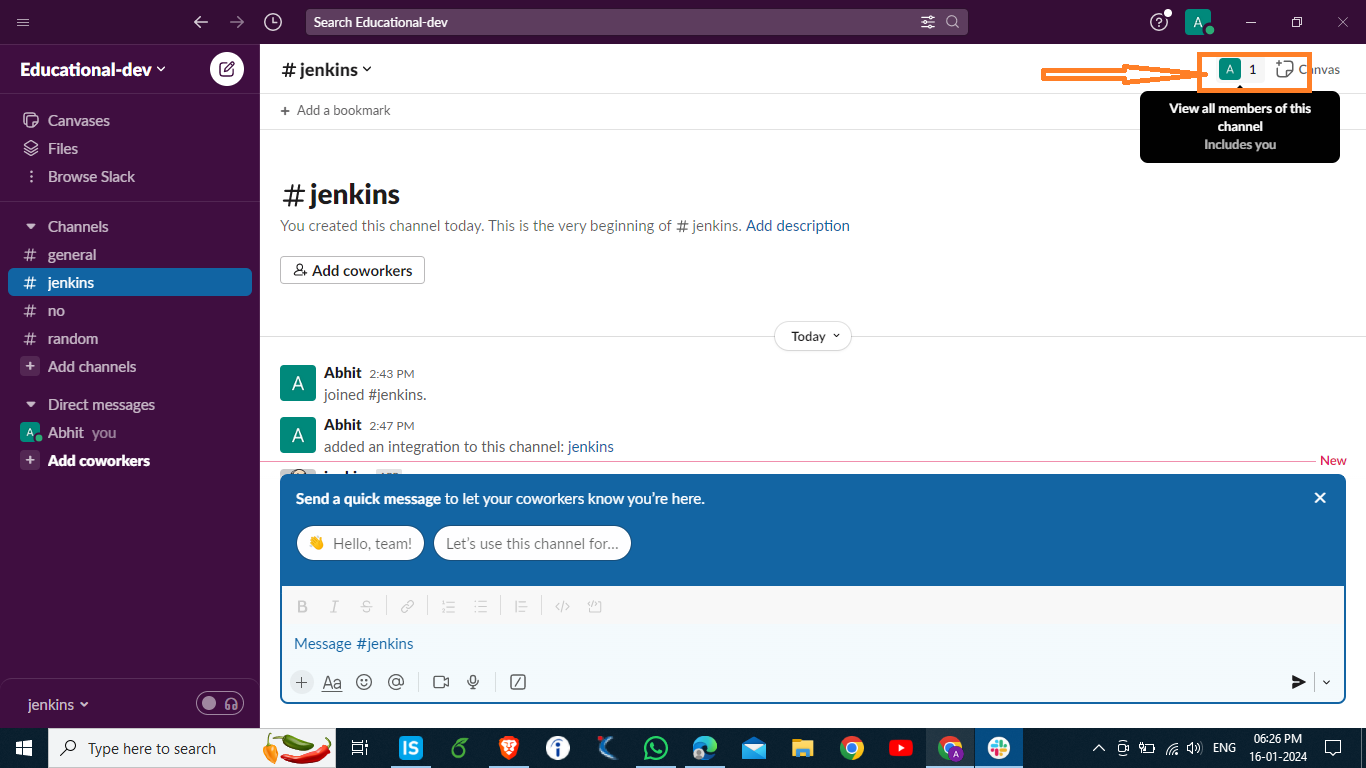 Search Educational-dev
A
Educational-dev
Canvases
Files
Browse Slack
Channels
# general
# jenkins
# no
# random
+ Add channels
Direct messages
A Abhit you
+ Add coworkers
jenkins
# jenkins
A 1
Canvas
+ Add a bookmark
View all members of this
channel
Includes you
# jenkins
You created this channel today. This is the very beginning of # jenkins. Add description
Add coworkers
Today
A
Abhit 2:43 PM
joined #jenkins.
A
Abhit 2:47 PM
added an integration to this channel: jenkins
New
Send a quick message to let your coworkers know you're here.
👋 Hello, team!
Let's use this channel for...
B I S
Message #jenkins
+ Aa @
Type here to search
IS
A
ENG
06:26 PM
16-01-2024